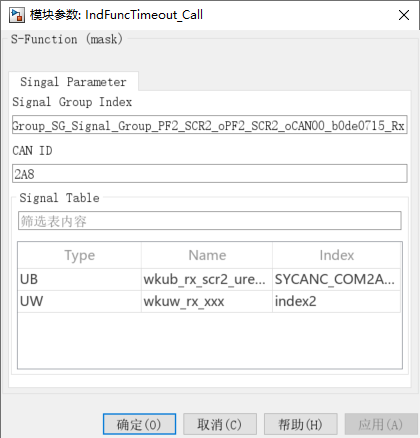 模块参数: IndFuncTimeout_Call
S-Function (mask)
Singal Parameter
Signal Group Index
Group_SG_Signal_Group_PF2_SCR2_oPF2_SCR2_oCAN00_b0de0715_Rx
CAN ID
2A8
Signal Table
筛选表内容
Type Name Index
UB wkub_rx_scr2_ure... SYCANC_COM2A...
UW wkuw_rx_xxx index2
确定(O) 取消(C) 帮助(H) 应用(A)